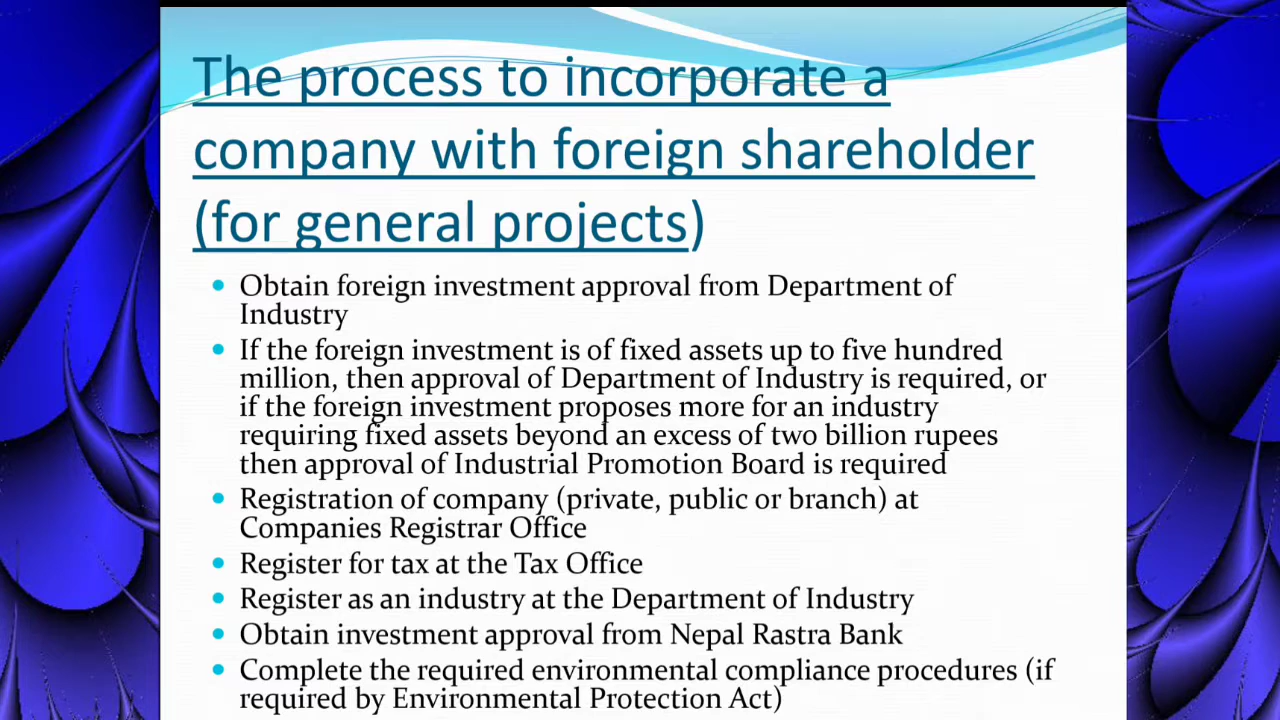 The process to incorporate a
company with foreign shareholder
(for general projects)
Obtain foreign investment approval from Department of
Industry
If the foreign investment is of fixed assets up to five hundred
million, then approval of Department of Industry is required, or
if the foreign investment proposes more for an industry
requiring fixed assets beyond an excess of two billion rupees
then approval of Industrial Promotion Board is required
Registration of company (private, public or branch) at
Companies Registrar Office
Register for tax at the Tax Office
Register as an industry at the Department of Industry
Obtain investment approval from Nepal Rastra Bank
Complete the required environmental compliance procedures (if
required by Environmental Protection Act)